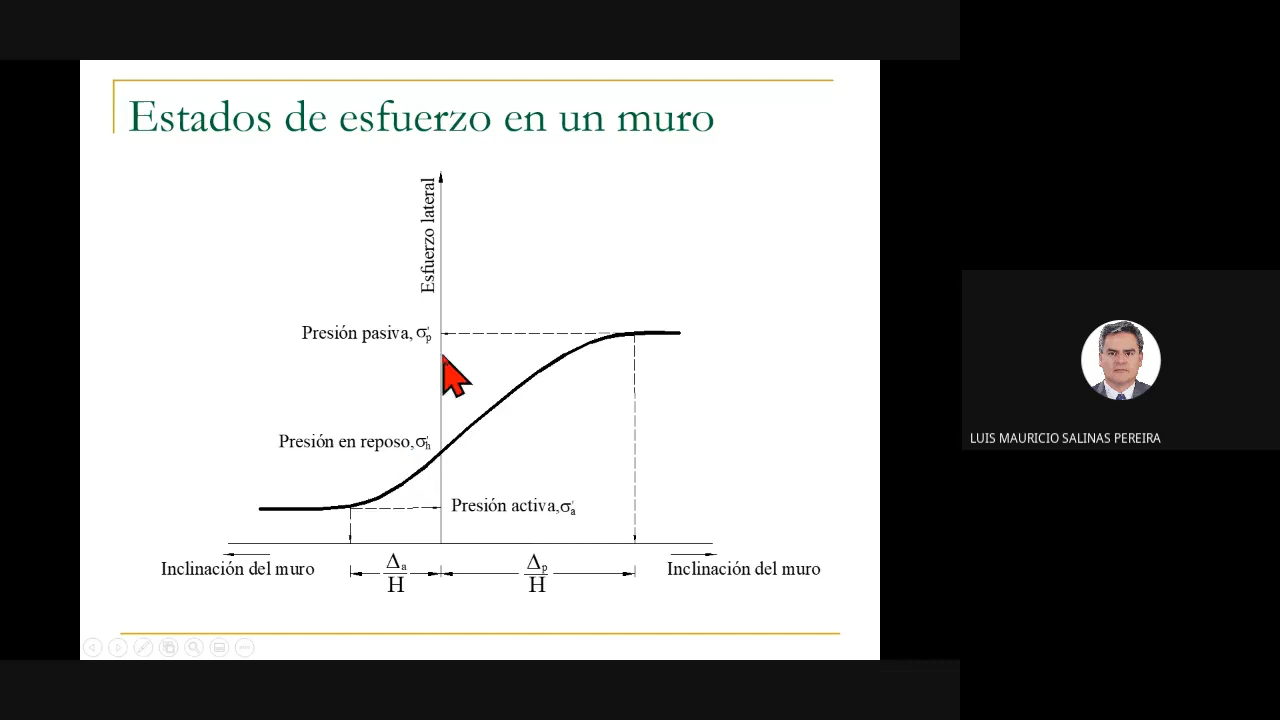 Estados de esfuerzo en un muro
Esfuerzo lateral
Presión pasiva, σ'p
Presión en reposo, σ'h
Presión activa, σ'a
Inclinación del muro
Δa
H
Δp
H
Inclinación del muro
LUIS MAURICIO SALINAS PEREIRA